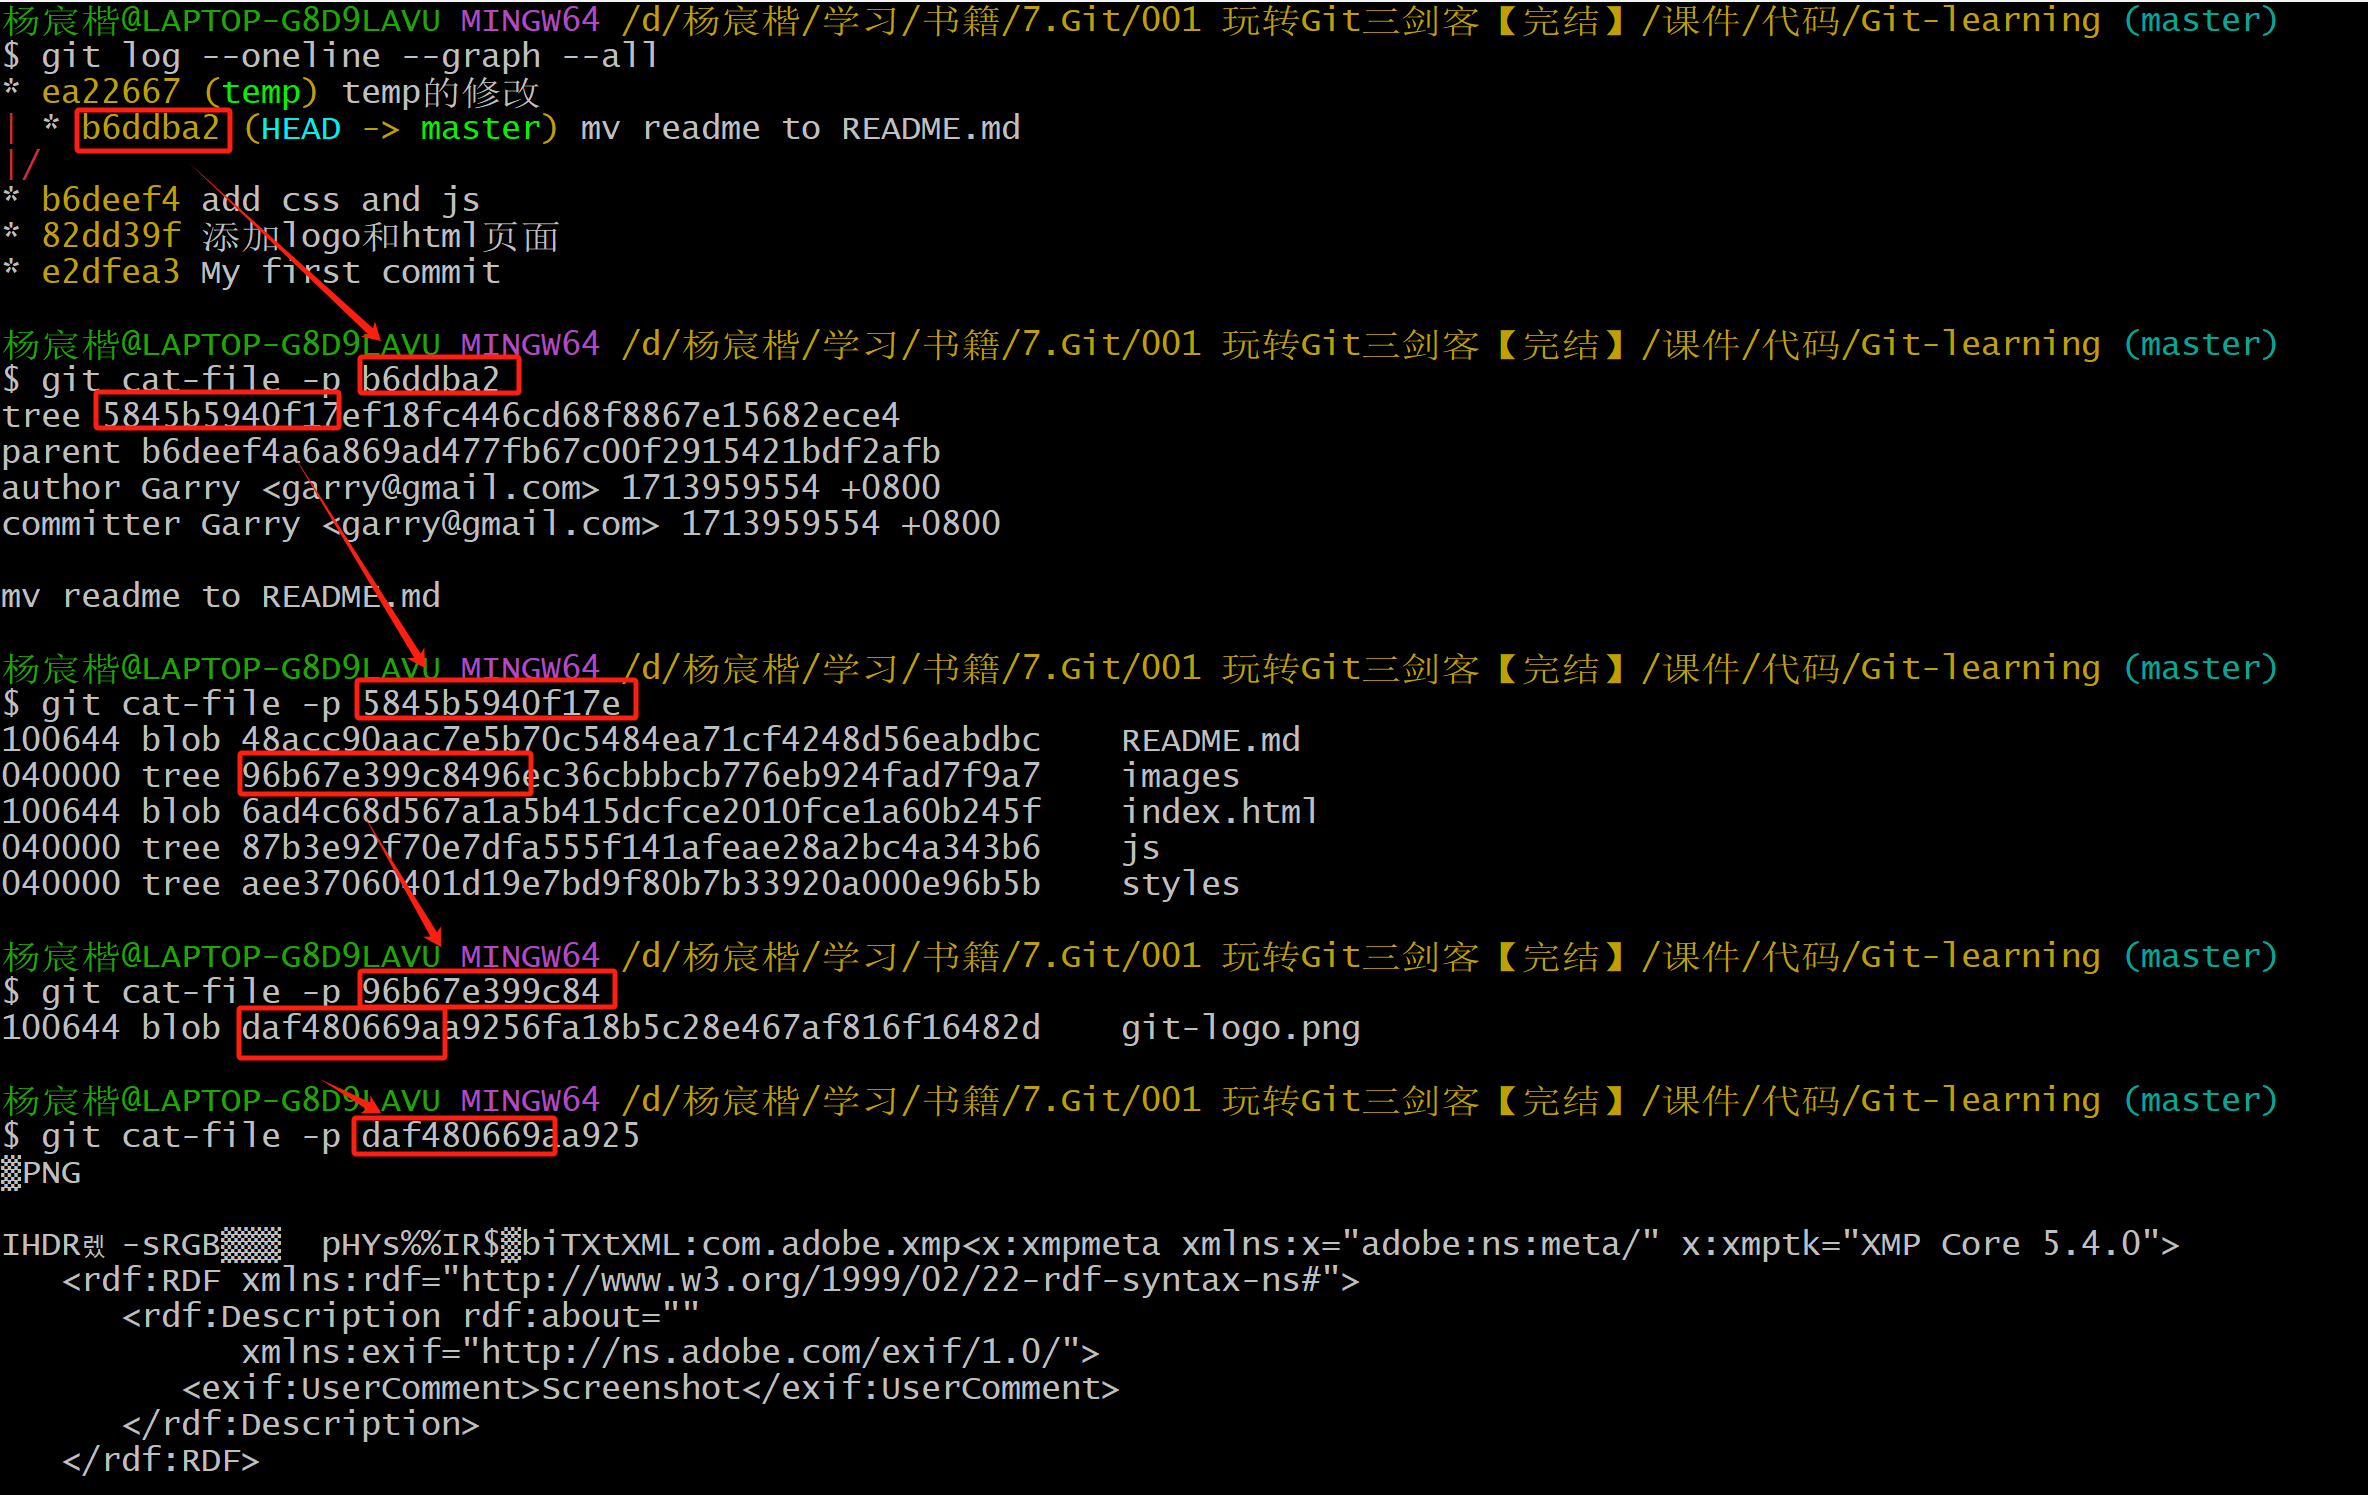 杨宸楷@LAPTOP-G8D9LAVU MINGW64 /d/杨宸楷/学习/书籍/7.Git/001 玩转Git三剑客【完结】/课件/代码/Git-learning (master)
$ git log --oneline --graph --all
* ea22667 (temp) temp的修改
| * b6ddba2 (HEAD -> master) mv readme to README.md
|/
* b6deef4 add css and js
* 82dd39f 添加logo和html页面
* e2dfea3 My first commit
杨宸楷@LAPTOP-G8D9LAVU MINGW64 /d/杨宸楷/学习/书籍/7.Git/001 玩转Git三剑客【完结】/课件/代码/Git-learning (master)
$ git cat-file -p b6ddba2
tree 5845b5940f17ef18fc446cd68f8867e15682ece4
parent b6deef4a6a869ad477fb67c00f2915421bdf2afb
author Garry <garry@gmail.com> 1713959554 +0800
committer Garry <garry@gmail.com> 1713959554 +0800
mv readme to README.md
杨宸楷@LAPTOP-G8D9LAVU MINGW64 /d/杨宸楷/学习/书籍/7.Git/001 玩转Git三剑客【完结】/课件/代码/Git-learning (master)
$ git cat-file -p 5845b5940f17e
100644 blob 48acc90aac7e5b70c5484ea71cf4248d56eabdbc    README.md
040000 tree 96b67e399c8496ec36cbbbcb776eb924fad7f9a7    images
100644 blob 6ad4c68d567a1a5b415dcfce2010fce1a60b245f    index.html
040000 tree 87b3e92f70e7dfa555f141afeae28a2bc4a343b6    js
040000 tree aee37060401d19e7bd9f80b7b33920a000e96b5b    styles
杨宸楷@LAPTOP-G8D9LAVU MINGW64 /d/杨宸楷/学习/书籍/7.Git/001 玩转Git三剑客【完结】/课件/代码/Git-learning (master)
$ git cat-file -p 96b67e399c84
100644 blob daf480669aa9256fa18b5c28e467af816f16482d    git-logo.png
杨宸楷@LAPTOP-G8D9LAVU MINGW64 /d/杨宸楷/学习/书籍/7.Git/001 玩转Git三剑客【完结】/课件/代码/Git-learning (master)
$ git cat-file -p daf480669aa925
▒PNG
IHDR -sRGB▒▒▒  pHYs%%IR$▒biTXtXML:com.adobe.xmp<x:xmpmeta xmlns:x="adobe:ns:meta/" x:xmptk="XMP Core 5.4.0">
   <rdf:RDF xmlns:rdf="http://www.w3.org/1999/02/22-rdf-syntax-ns#">
      <rdf:Description rdf:about=""
            xmlns:exif="http://ns.adobe.com/exif/1.0/">
         <exif:UserComment>Screenshot</exif:UserComment>
      </rdf:Description>
   </rdf:RDF>